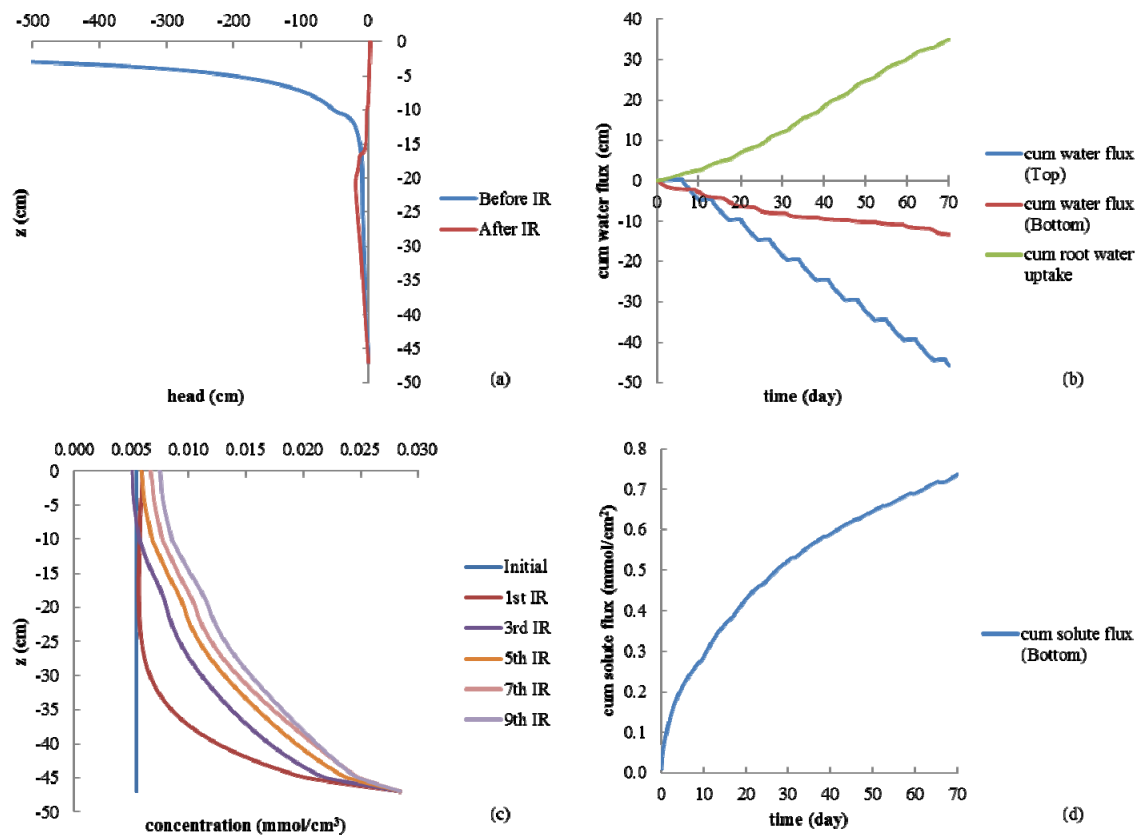 -500 -400 -300 -200 -100 0
0
-5
-10
-15
-20
-25
-30
-35
-40
-45
-50
z (cm)
Before IR
After IR
head (cm)
(a)
40
30
20
10
0
-10
-20
-30
-40
-50
0 10 20 30 40 50 60 70
cum water flux (cm)
time (day)
cum water flux
(Top)
cum water flux
(Bottom)
cum root water
uptake
(b)
0.000 0.005 0.010 0.015 0.020 0.025 0.030
0
-5
-10
-15
-20
-25
-30
-35
-40
-45
-50
z (cm)
Initial
1st IR
3rd IR
5th IR
7th IR
9th IR
concentration (mmol/cm³)
(c)
0.8
0.7
0.6
0.5
0.4
0.3
0.2
0.1
0.0
0 10 20 30 40 50 60 70
cum solute flux (mmol/cm²)
time (day)
cum solute flux
(Bottom)
(d)